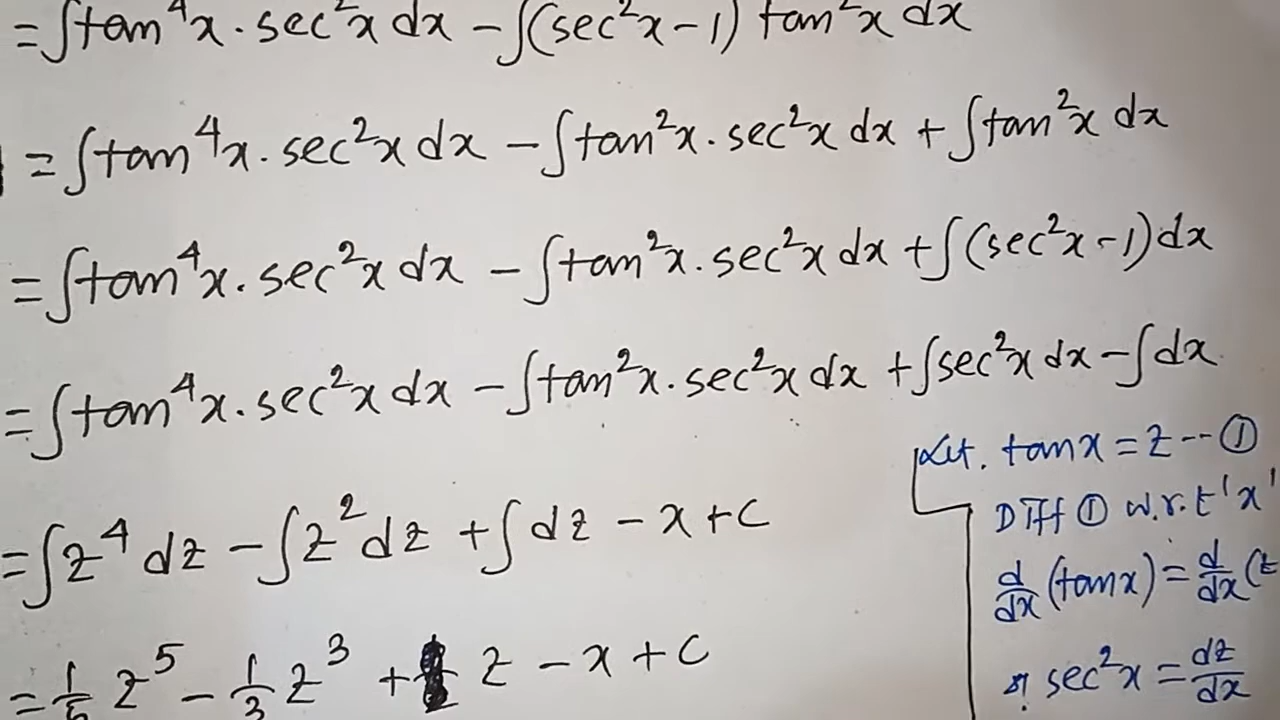 = ∫tan⁴x · sec²x dx − ∫(sec²x − 1) tan²x dx
= ∫tan⁴x · sec²x dx − ∫tan²x · sec²x dx + ∫tan²x dx
= ∫tan⁴x · sec²x dx − ∫tan²x · sec²x dx + ∫(sec²x − 1)dx
= ∫tan⁴x · sec²x dx − ∫tan²x · sec²x dx + ∫sec²x dx − ∫dx
= ∫z⁴ dz − ∫z² dz + ∫dz − x + c
= 1/5 z⁵ − 1/3 z³ + z − x + c
Let. tanx = z -- ①
Diff ① w.r.t 'x'
d/dx (tanx) = d/dx (
sec²x = dz/dx